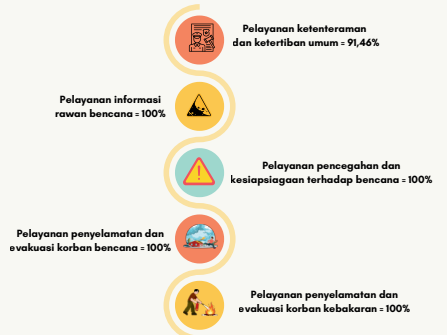 Pelayanan ketenteraman
dan ketertiban umum = 91,46%
Pelayanan informasi
rawan bencana = 100%
Pelayanan pencegahan dan
kesiapsiagaan terhadap bencana = 100%
Pelayanan penyelamatan dan
evakuasi korban bencana = 100%
Pelayanan penyelamatan dan
evakuasi korban kebakaran = 100%